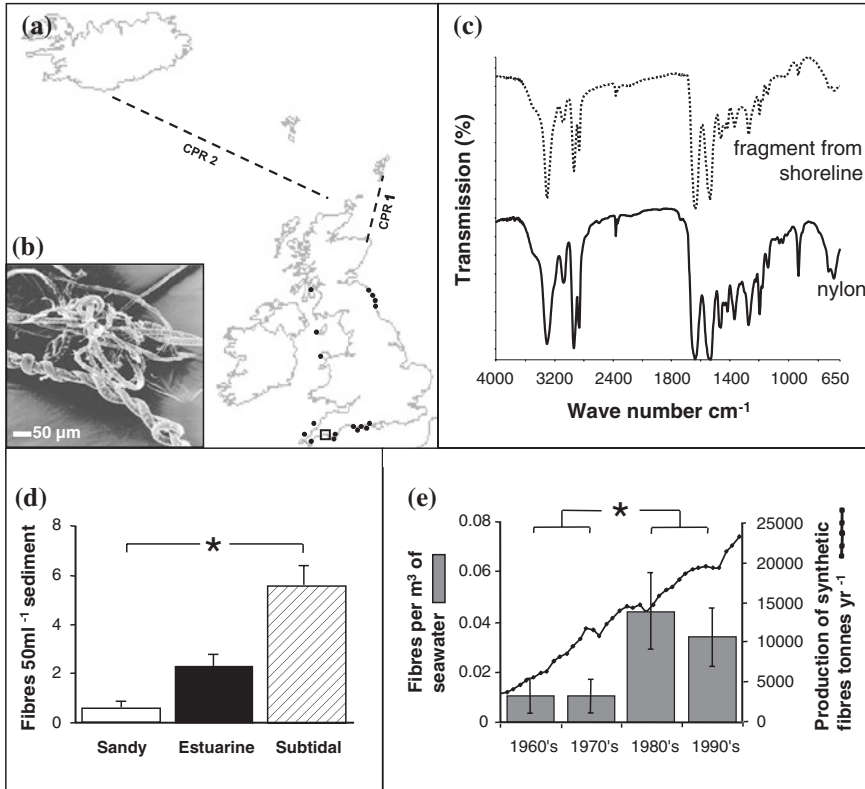 (a)
CPR 2
CPR 1
(b)
50 µm
(c)
Transmission (%)
fragment from
shoreline
nylon
4000 3200 2400 1800 1400 1000 650
Wave number cm⁻¹
(d)
Fibres 50ml ⁻¹ sediment
8
6
4
2
0
*
Sandy Estuarine Subtidal
(e)
Fibres per m³ of
seawater
0.08
0.06
0.04
0.02
0
*
1960's 1970's 1980's 1990's
25000
20000
15000
10000
5000
0
Production of synthetic
fibres tonnes yr ⁻¹